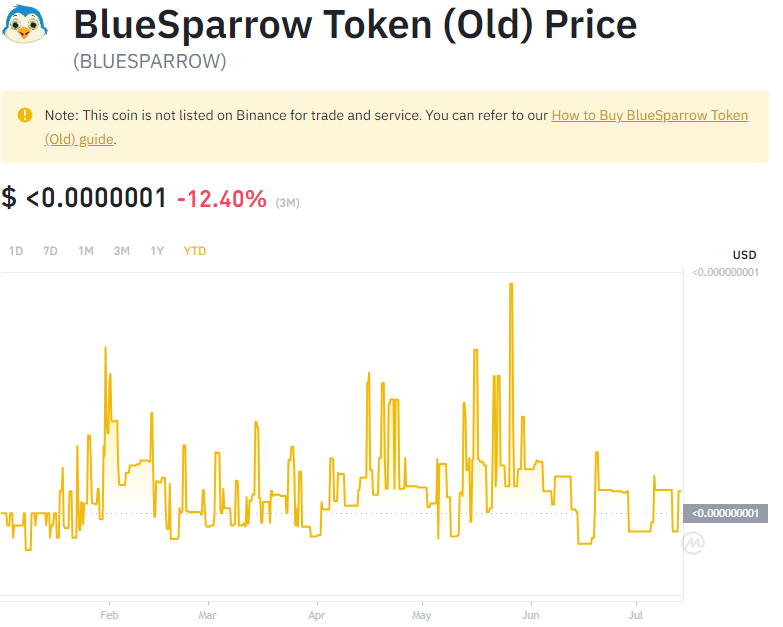 BlueSparrow Token (Old) Price
(BLUESPARROW)
Note: This coin is not listed on Binance for trade and service. You can refer to our How to Buy BlueSparrow Token
(Old) guide.
$ <0.0000001 -12.40% (3M)
1D 7D 1M 3M 1Y YTD
USD
<0.000000001
<0.000000001
Feb Mar Apr May Jun Jul